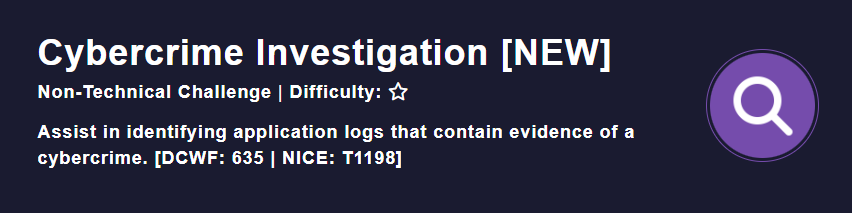 Cybercrime Investigation [NEW]
Non-Technical Challenge | Difficulty: ☆
Assist in identifying application logs that contain evidence of a
cybercrime. [DCWF: 635 | NICE: T1198]